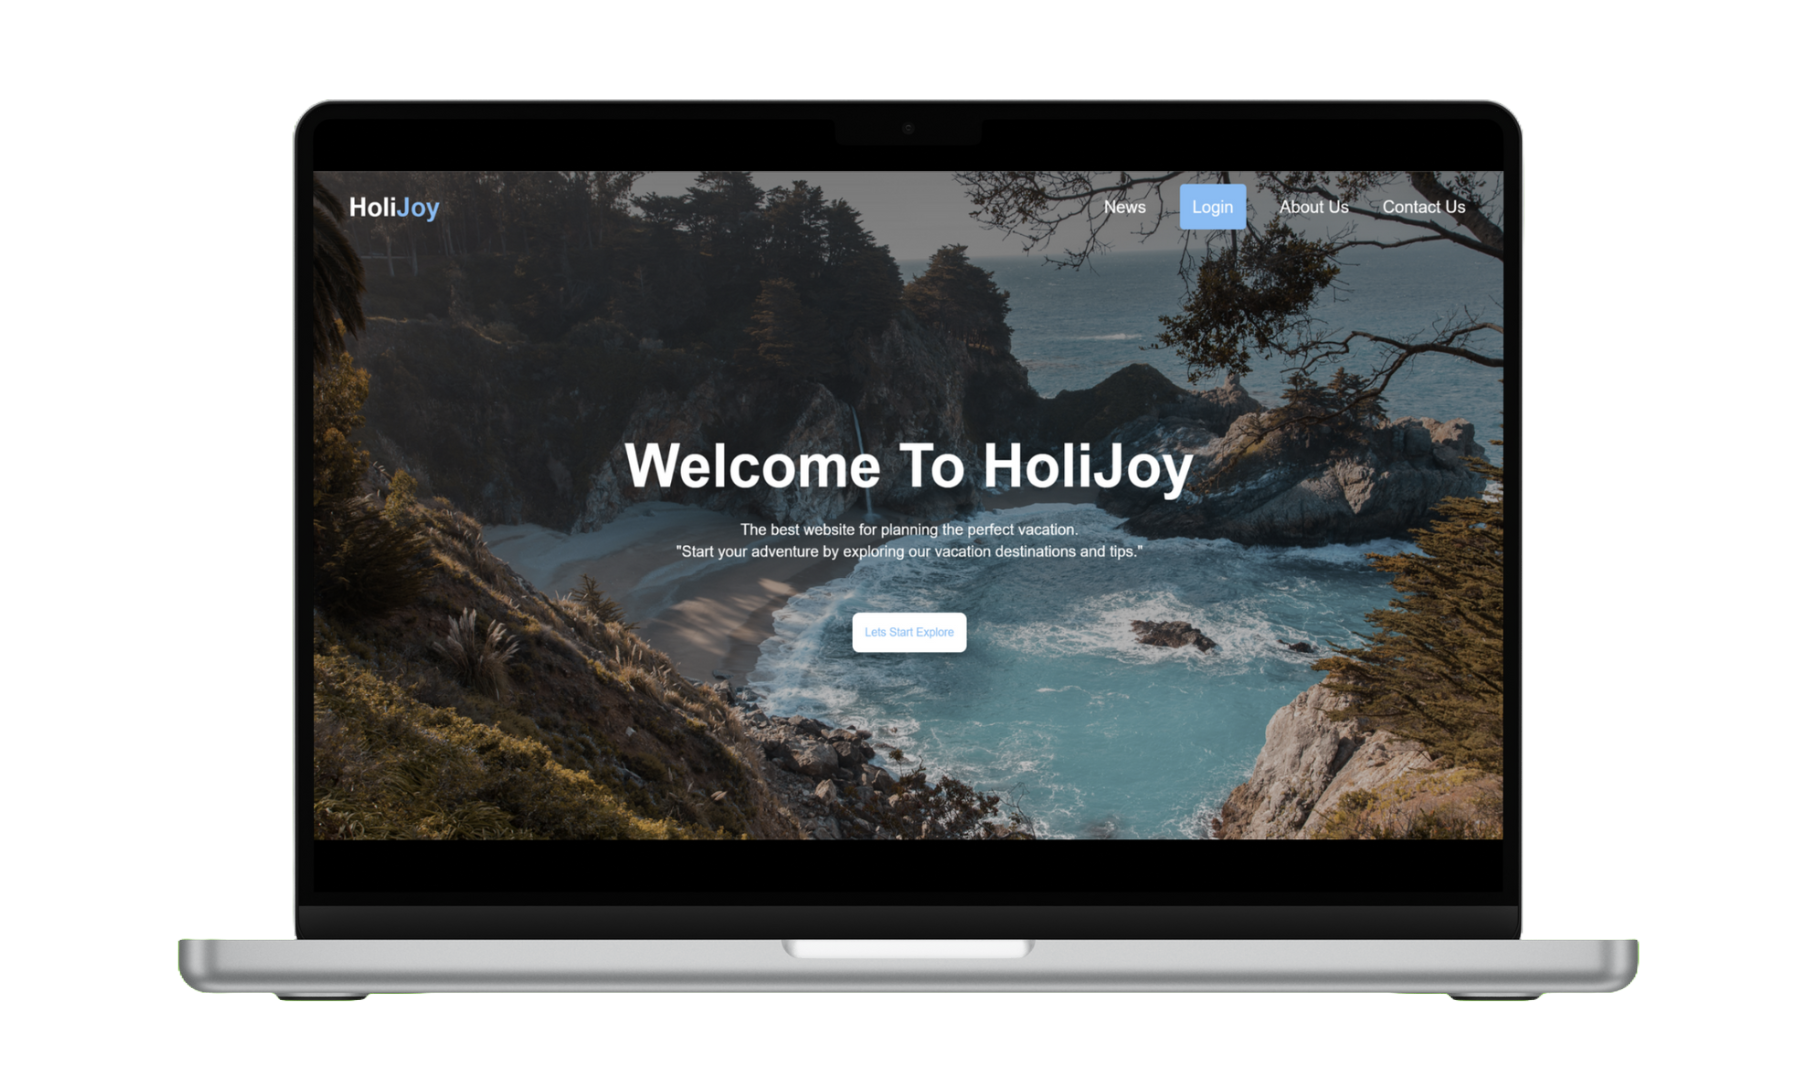 HoliJoy
News
Login
About Us
Contact Us
Welcome To HoliJoy
The best website for planning the perfect vacation.
"Start your adventure by exploring our vacation destinations and tips."
Lets Start Explore